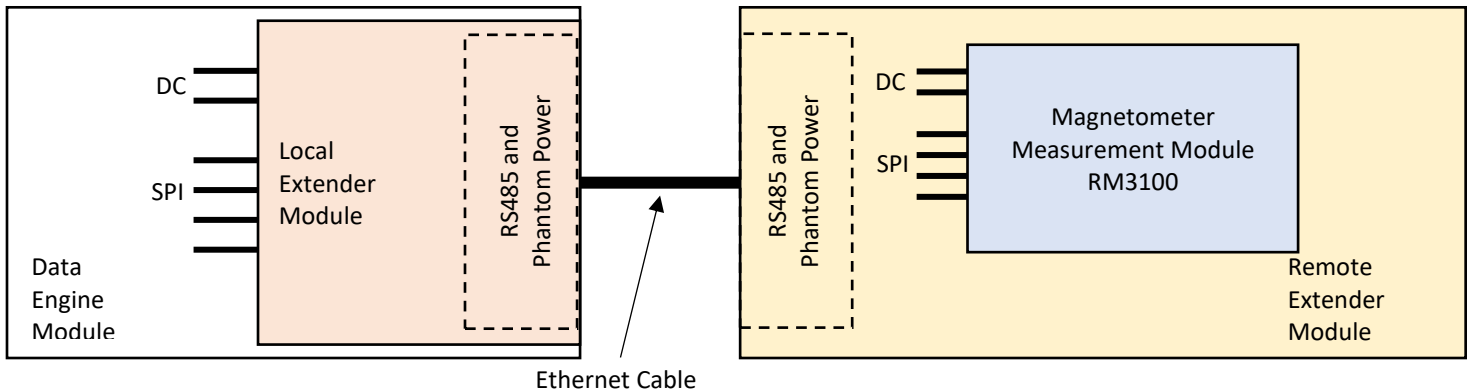 DC
SPI
Local
Extender
Module
RS485 and
Phantom Power
Data
Engine
Module
Ethernet Cable
RS485 and
Phantom Power
DC
SPI
Magnetometer
Measurement Module
RM3100
Remote
Extender
Module